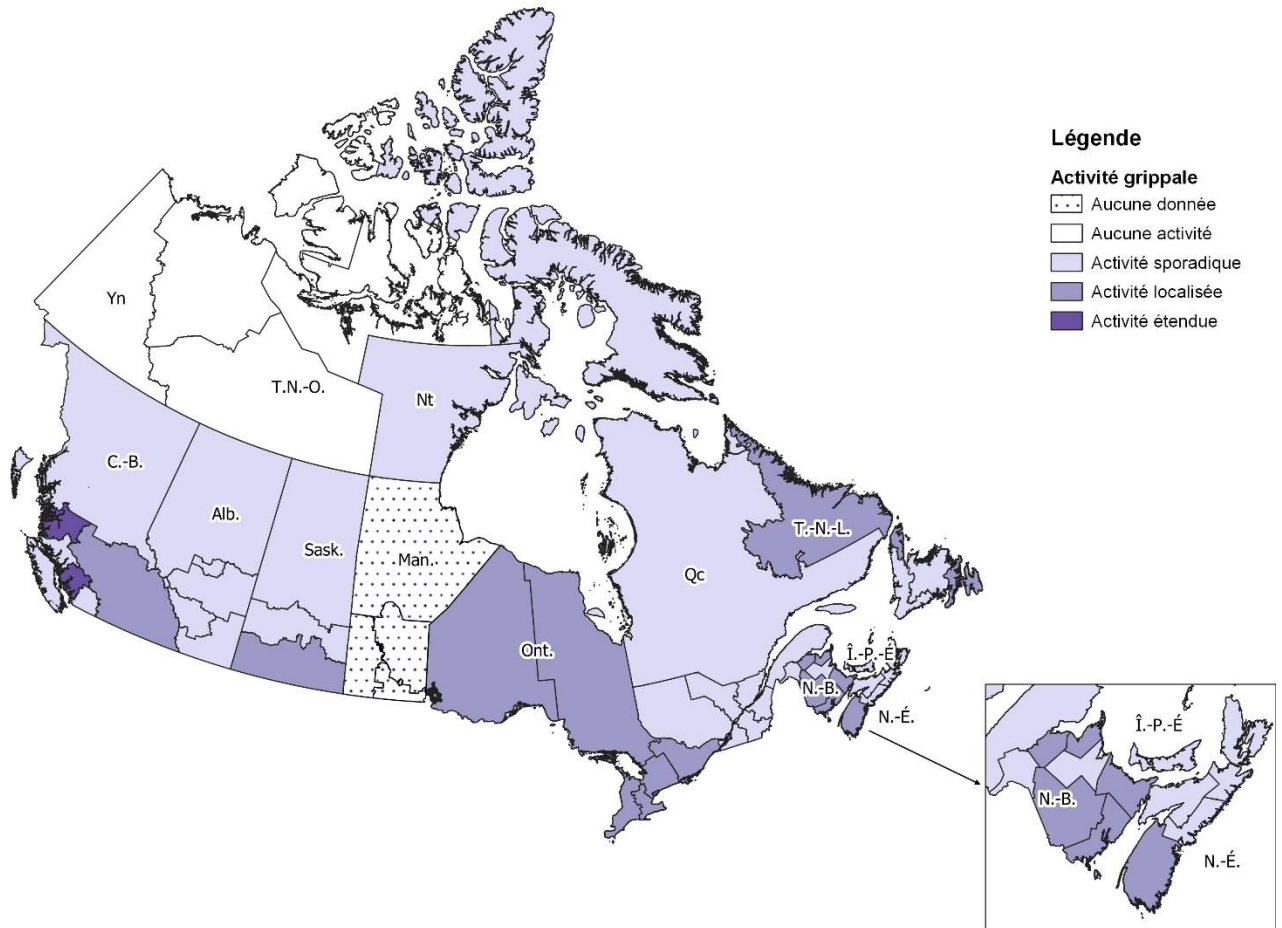 Légende
Activité grippale
Aucune donnée
Aucune activité
Activité sporadique
Activité localisée
Activité étendue
Yn
T.N.-O.
Nt
C.-B.
Alb.
Sask.
Man.
Ont.
Qc
T.-N.-L.
Î.-P.-É
N.-B.
N.-É.
Î.-P.-É
N.-B.
N.-É.